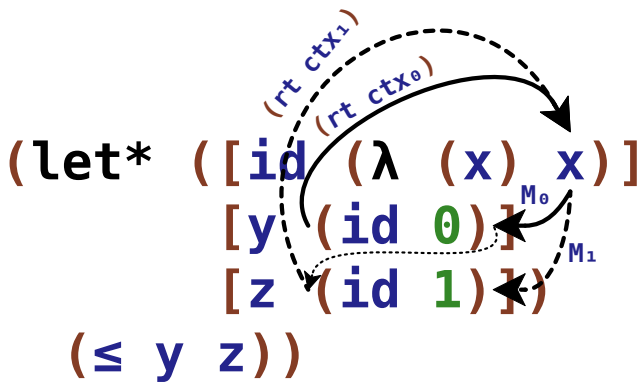 (rt ctx₁)
(rt ctx₀)
(let* ([id (λ (x) x)]
[y (id 0)]
M₀
[z (id 1)])
M₁
(≤ y z))